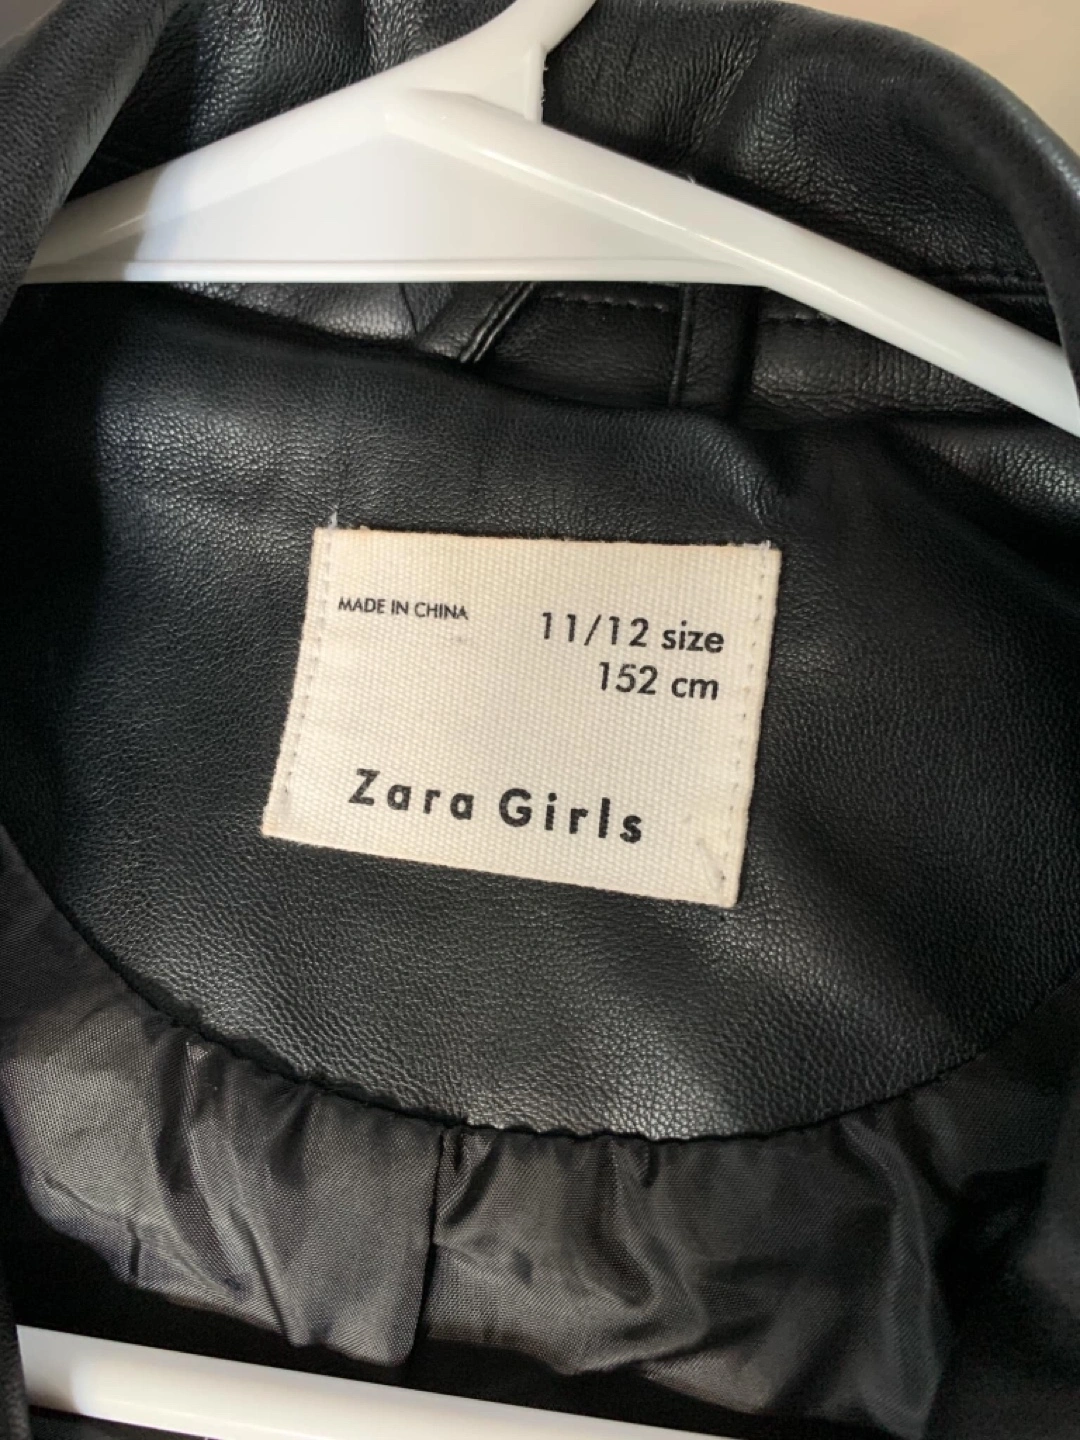 MADE IN CHINA
11/12 size
152 cm
Zara Girls